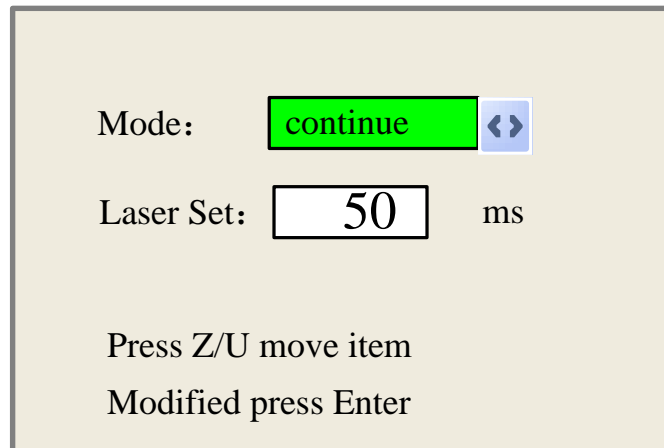 Mode： continue
Laser Set： 50 ms
Press Z/U move item
Modified press Enter